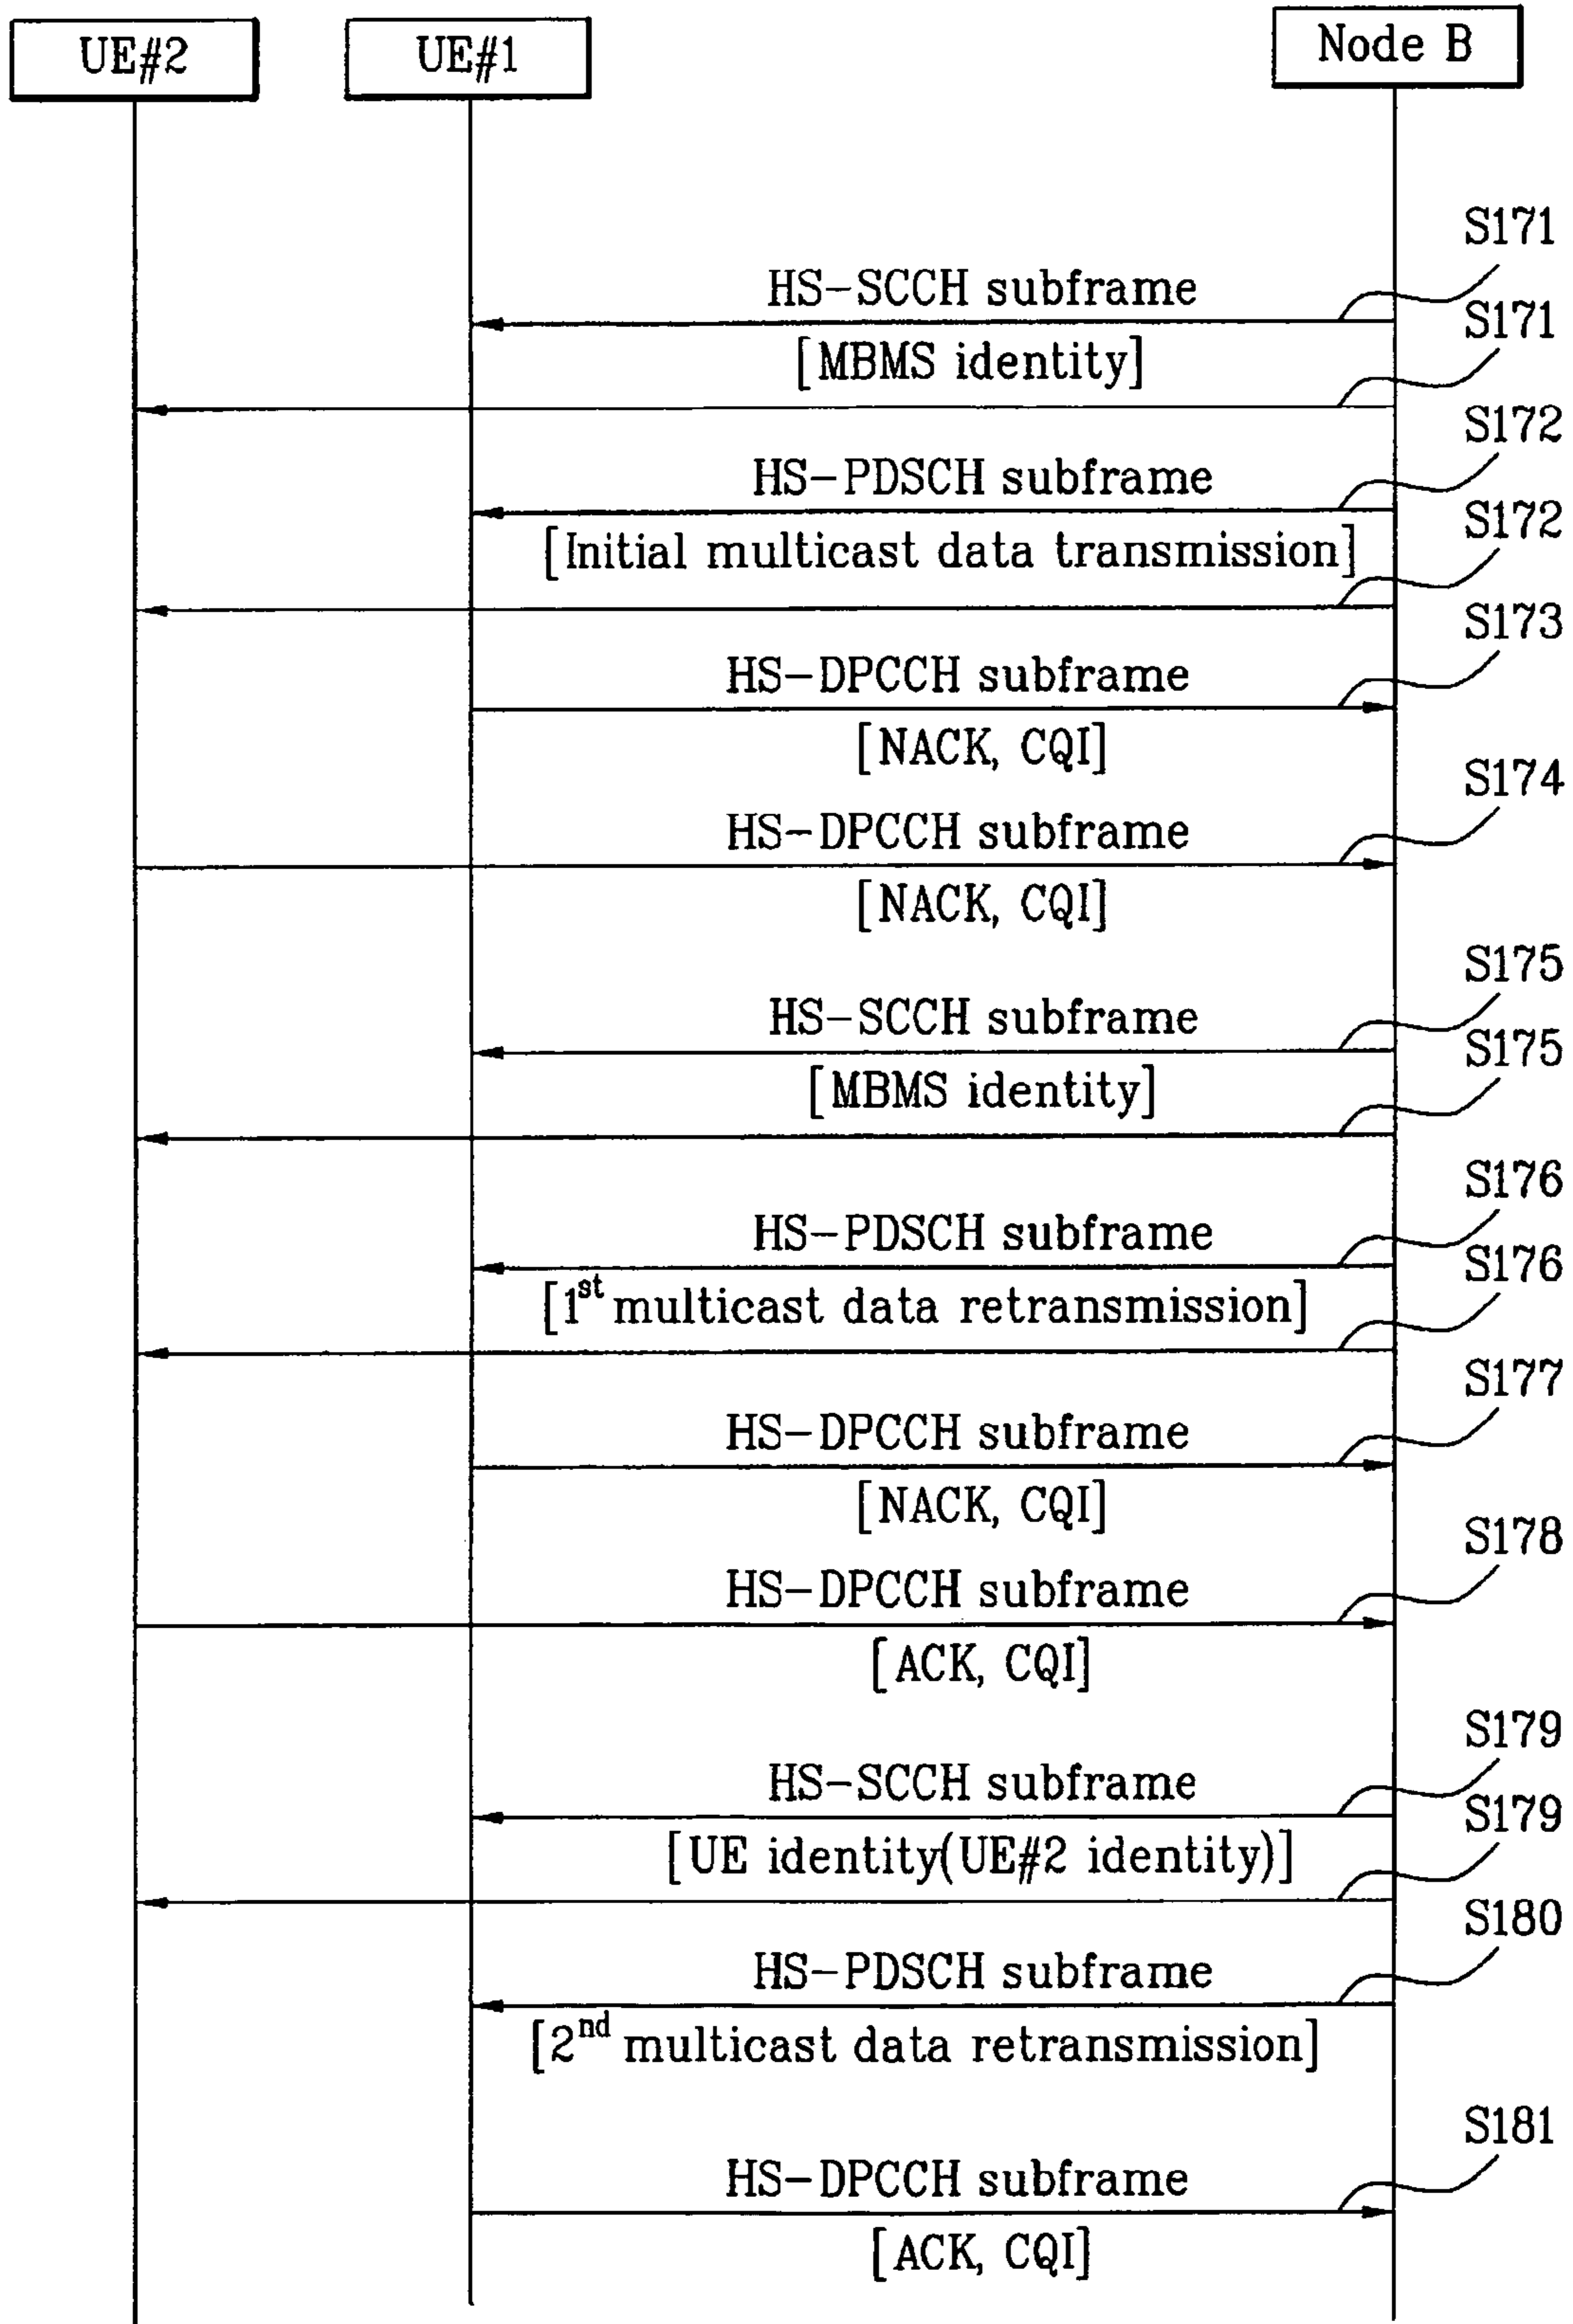 UE#2
UE#1
Node B
S171
HS-SCCH subframe
S171
[MBMS identity]
S172
HS-PDSCH subframe
S172
[Initial multicast data transmission]
S173
HS-DPCCH subframe
[NACK, CQI]
S174
HS-DPCCH subframe
[NACK, CQI]
S175
HS-SCCH subframe
S175
[MBMS identity]
S176
HS-PDSCH subframe
S176
[1st multicast data retransmission]
S177
HS-DPCCH subframe
[NACK, CQI]
S178
HS-DPCCH subframe
[ACK, CQI]
S179
HS-SCCH subframe
S179
[UE identity(UE#2 identity)]
S180
HS-PDSCH subframe
[2nd multicast data retransmission]
S181
HS-DPCCH subframe
[ACK, CQI]